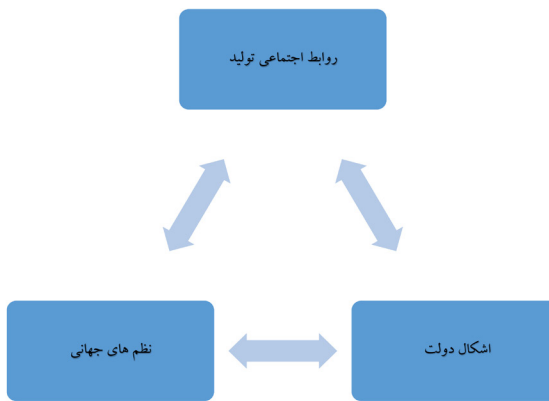 روابط اجتماعی تولید
اشکال دولت
نظم های جهانی